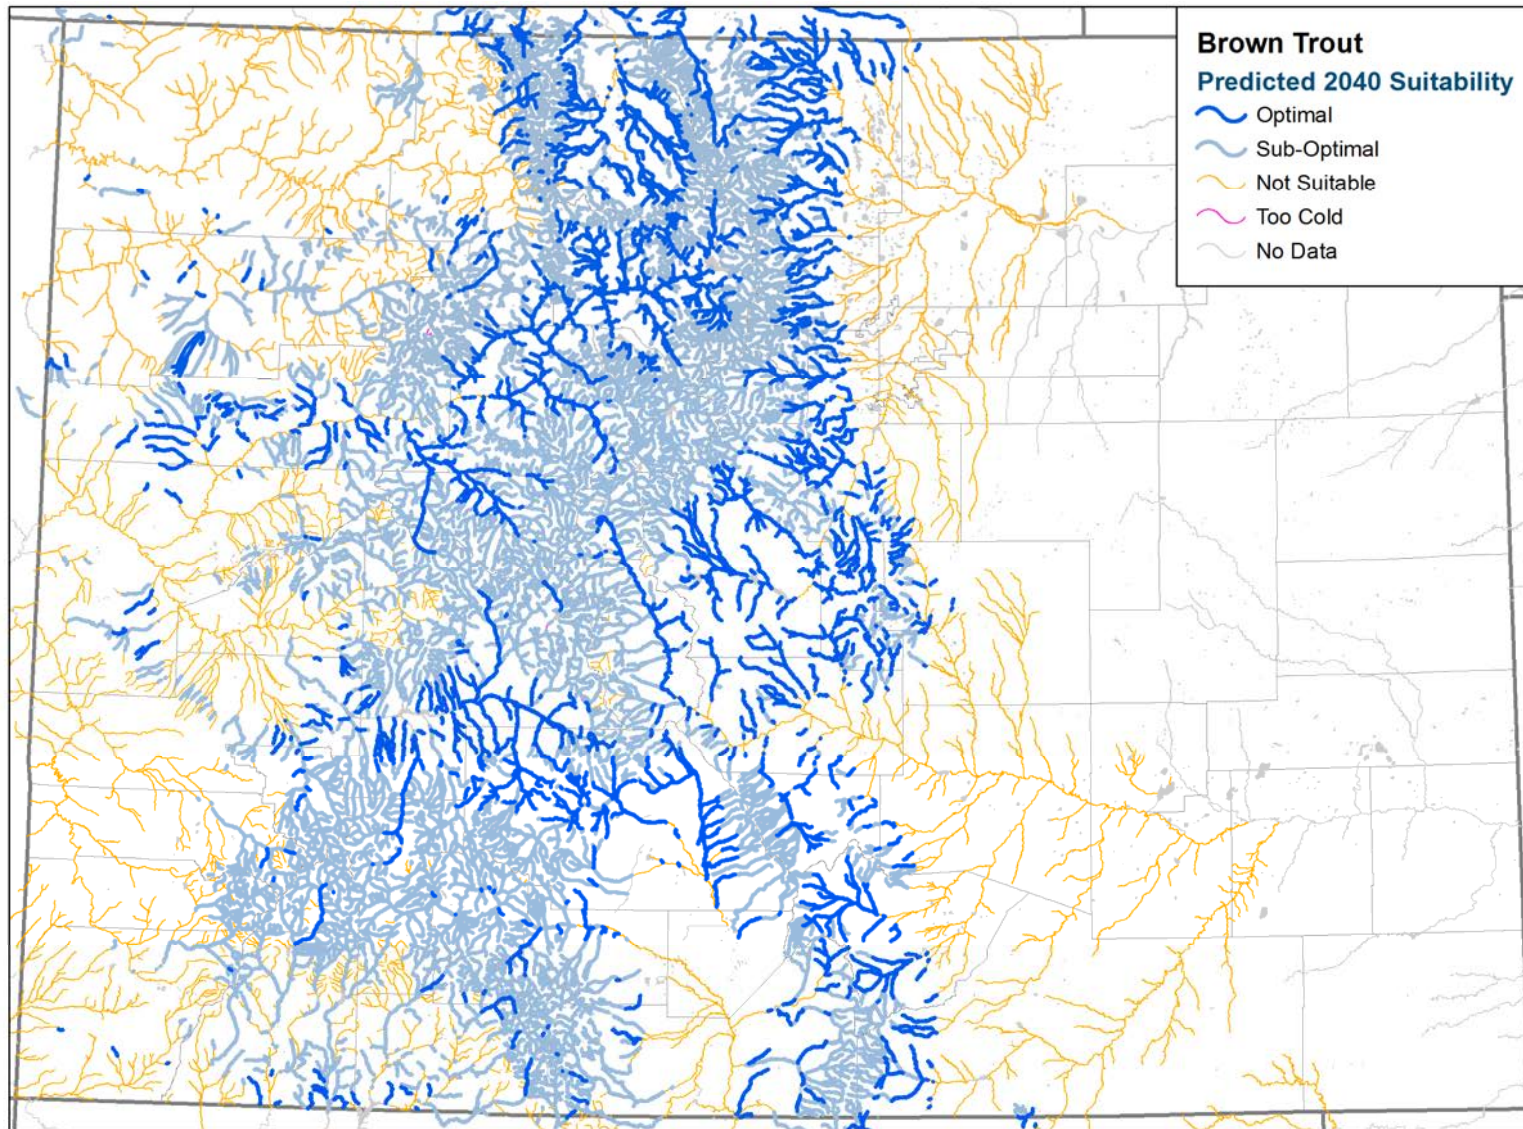 Brown Trout
Predicted 2040 Suitability
Optimal
Sub-Optimal
Not Suitable
Too Cold
No Data